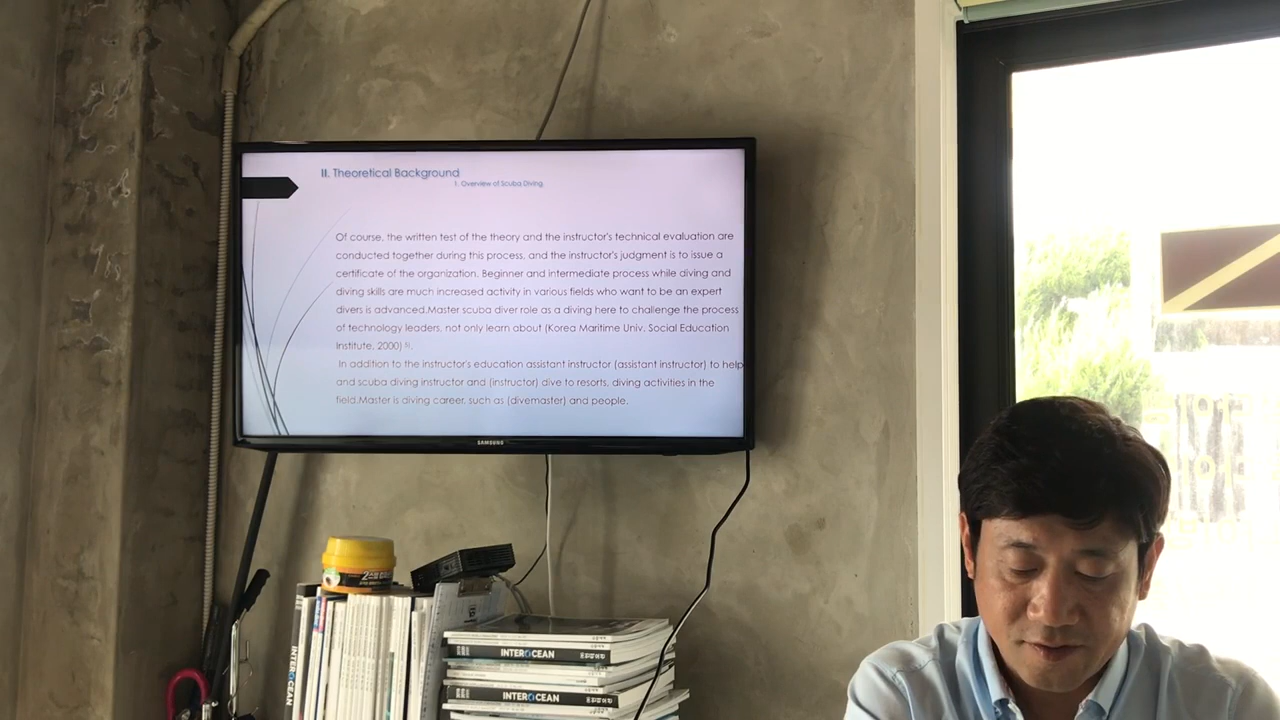 II. Theoretical Background
1. Overview of Scuba Diving
Of course, the written test of the theory and the instructor's technical evaluation are
conducted together during this process, and the instructor's judgment is to issue a
certificate of the organization. Beginner and intermediate process while diving and
diving skills are much increased activity in various fields who want to be an expert
divers is advanced.Master scuba diver role as a diving here to challenge the process
of technology leaders, not only learn about (Korea Maritime Univ. Social Education
Institute, 2000)
In addition to the instructor's education assistant instructor (assistant instructor) to help
and scuba diving instructor and (instructor) dive to resorts, diving activities in the
field.Master is diving career, such as (divemaster) and people.
SAMSUNG
INTEROCEAN
INTEROCEAN
INTEROCEAN